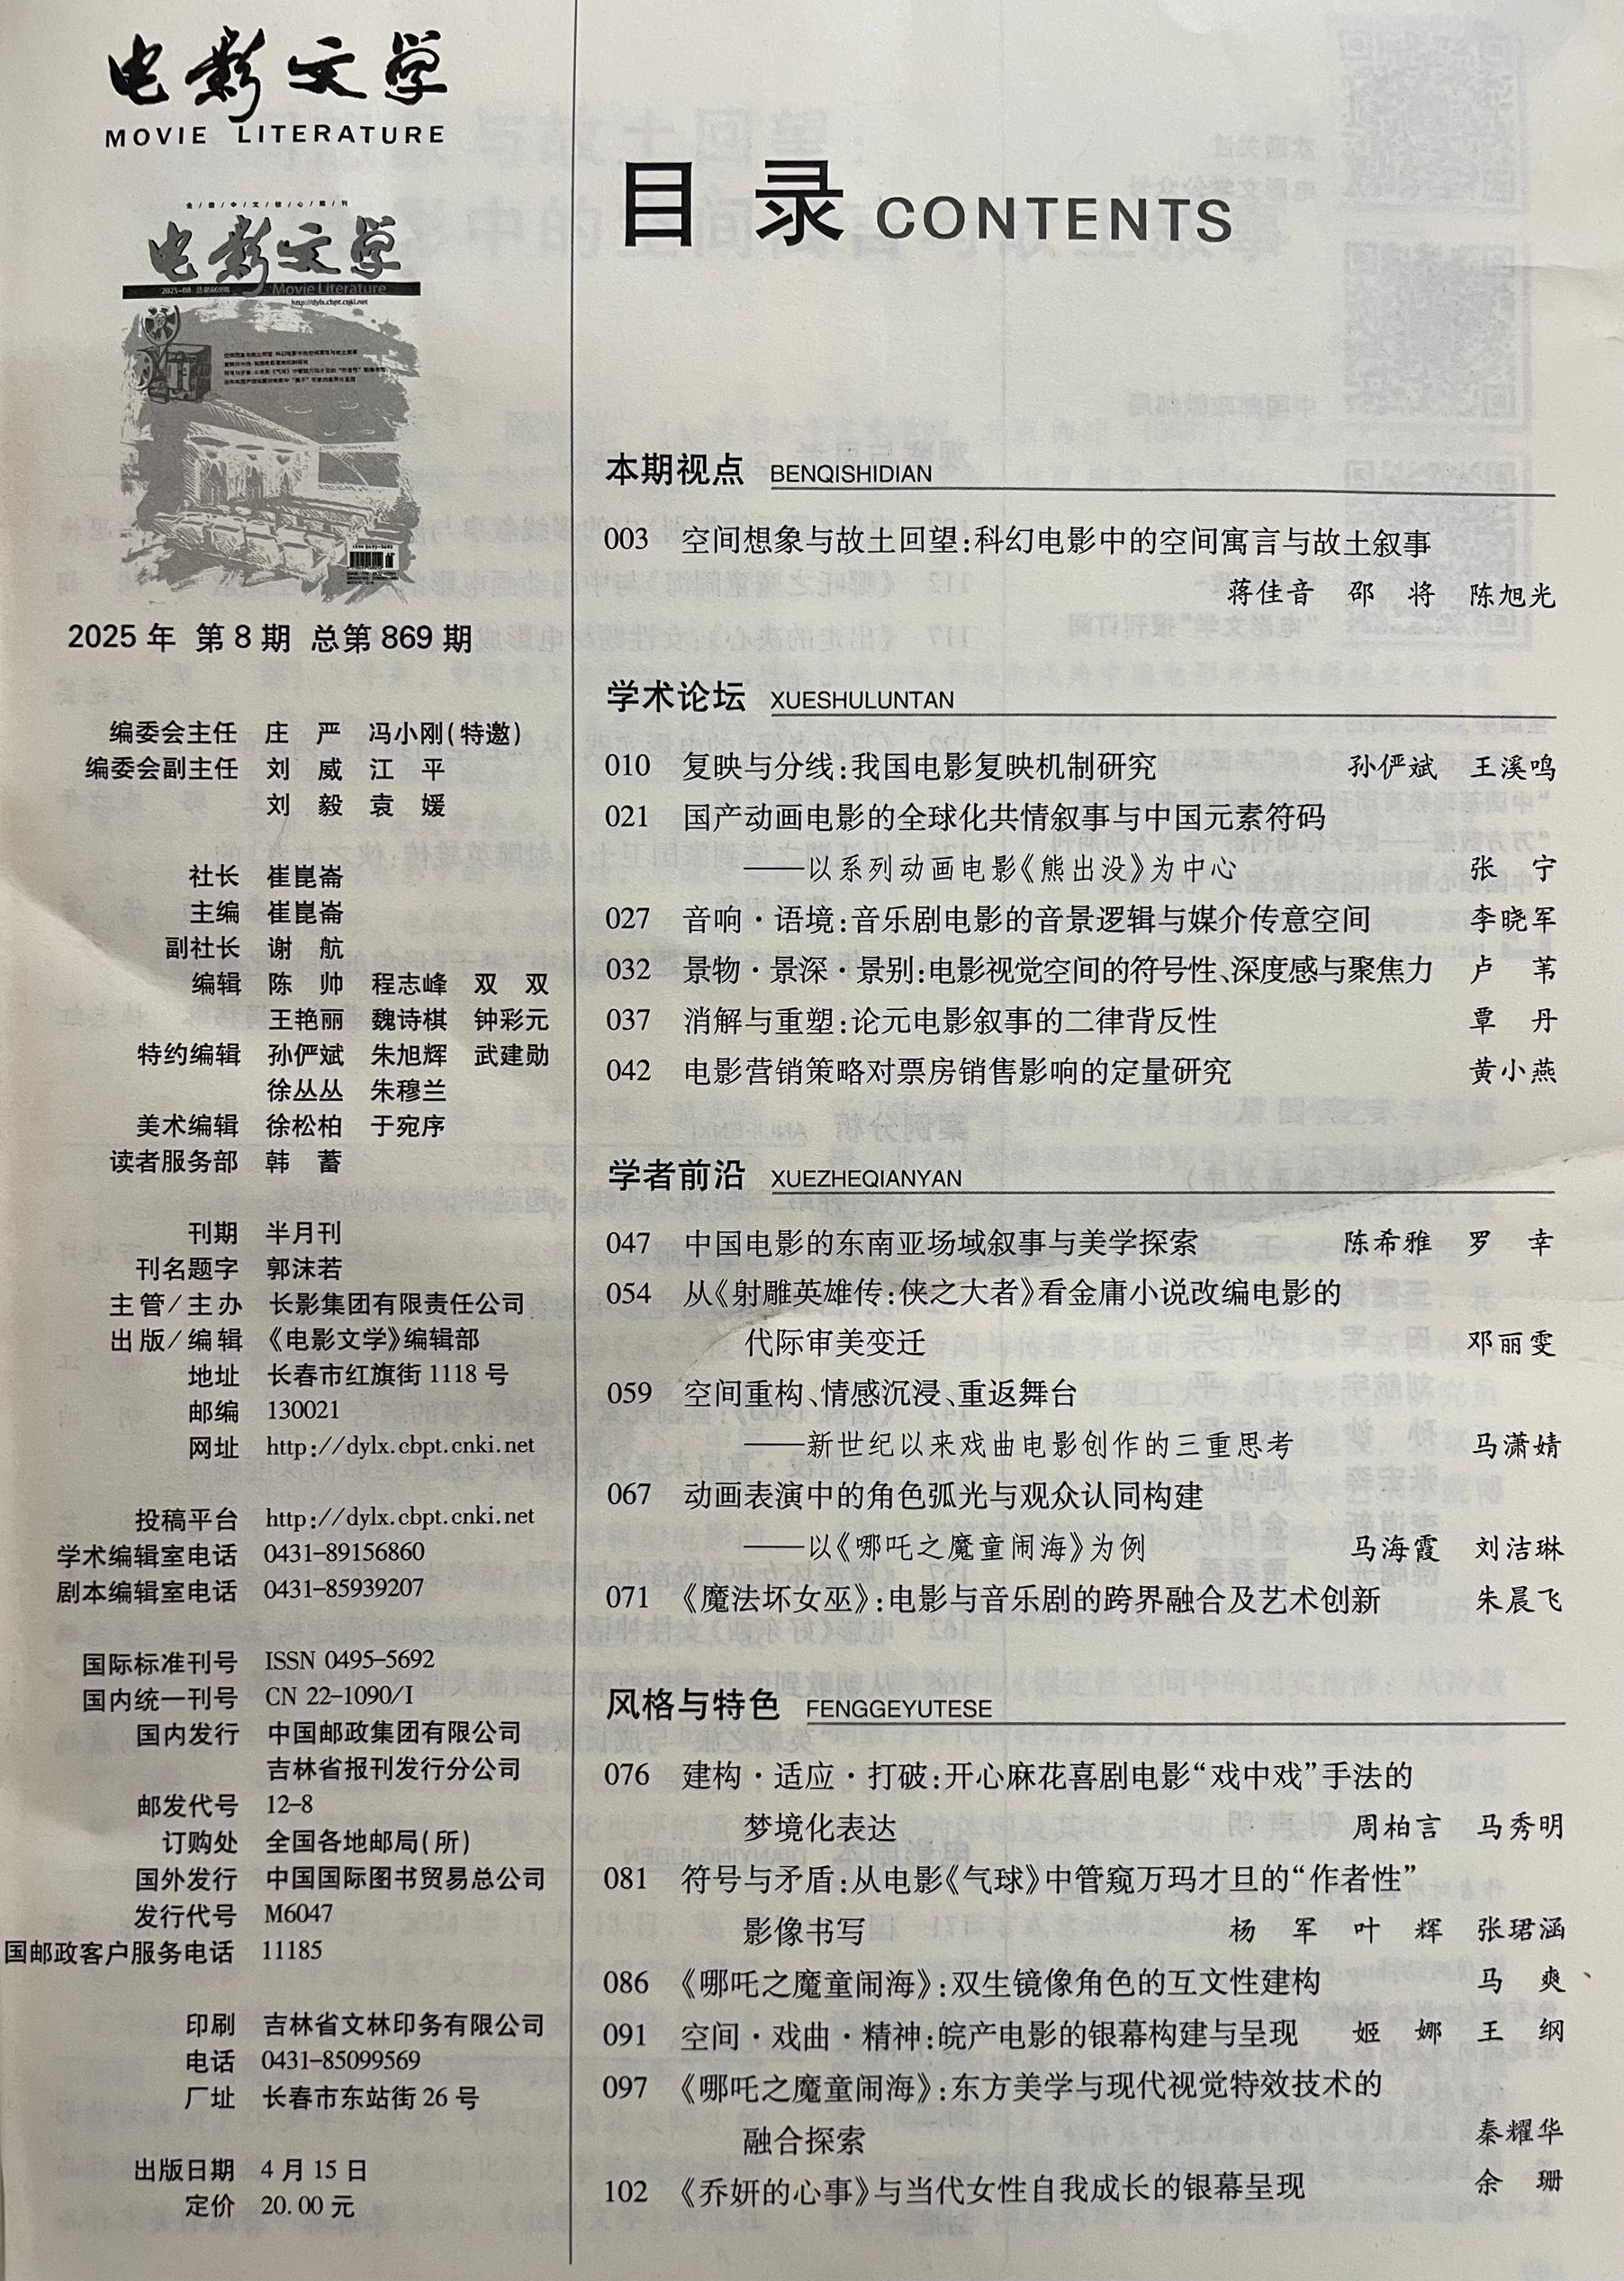 电影文学
MOVIE LITERATURE
全/国/中/文/核/心/期/刊
电影文学
2025-08 总第869期
Movie Literature
http://dylx.cbpt.cnki.net
2025 年 第 8 期 总第 869 期
编委会主任 庄 严 冯小刚(特邀)
编委会副主任 刘 威 江 平
刘 毅 袁 媛
社长 崔崑崙
主编 崔崑崙
副社长 谢 航
编辑 陈 帅 程志峰 双 双
王艳丽 魏诗棋 钟彩元
特约编辑 孙俨斌 朱旭辉 武建勋
徐丛丛 朱穆兰
美术编辑 徐松柏 于宛序
读者服务部 韩 蓄
刊期 半月刊
刊名题字 郭沫若
主管/主办 长影集团有限责任公司
出版/编辑 《电影文学》编辑部
地址 长春市红旗街 1118 号
邮编 130021
网址 http://dylx.cbpt.cnki.net
投稿平台 http://dylx.cbpt.cnki.net
学术编辑室电话 0431-89156860
剧本编辑室电话 0431-85939207
国际标准刊号 ISSN 0495-5692
国内统一刊号 CN 22-1090/I
国内发行 中国邮政集团有限公司
吉林省报刊发行分公司
邮发代号 12-8
订购处 全国各地邮局(所)
国外发行 中国国际图书贸易总公司
发行代号 M6047
国邮政客户服务电话 11185
印刷 吉林省文林印务有限公司
电话 0431-85099569
厂址 长春市东站街 26 号
出版日期 4 月 15 日
定价 20.00 元
目 录 CONTENTS
本期视点 BENQISHIDIAN
003 空间想象与故土回望:科幻电影中的空间寓言与故土叙事
蒋佳音 邵 将 陈旭光
学术论坛 XUESHULUNTAN
010 复映与分线:我国电影复映机制研究 孙俨斌 王溪鸣
021 国产动画电影的全球化共情叙事与中国元素符码
——以系列动画电影《熊出没》为中心 张 宁
027 音响·语境:音乐剧电影的音景逻辑与媒介传意空间 李晓军
032 景物·景深·景别:电影视觉空间的符号性、深度感与聚焦力 卢 苇
037 消解与重塑:论元电影叙事的二律背反性 覃 丹
042 电影营销策略对票房销售影响的定量研究 黄小燕
学者前沿 XUEZHEQIANYAN
047 中国电影的东南亚场域叙事与美学探索 陈希雅 罗 幸
054 从《射雕英雄传:侠之大者》看金庸小说改编电影的
代际审美变迁 邓丽雯
059 空间重构、情感沉浸、重返舞台
——新世纪以来戏曲电影创作的三重思考 马潇婧
067 动画表演中的角色弧光与观众认同构建
——以《哪吒之魔童闹海》为例 马海霞 刘洁琳
071 《魔法坏女巫》:电影与音乐剧的跨界融合及艺术创新 朱晨飞
风格与特色 FENGGEYUTESE
076 建构·适应·打破:开心麻花喜剧电影“戏中戏”手法的
梦境化表达 周柏言 马秀明
081 符号与矛盾:从电影《气球》中管窥万玛才旦的“作者性”
影像书写 杨 军 叶 辉 张珺涵
086 《哪吒之魔童闹海》:双生镜像角色的互文性建构 马 爽
091 空间·戏曲·精神:皖产电影的银幕构建与呈现 姬 娜 王 纲
097 《哪吒之魔童闹海》:东方美学与现代视觉特效技术的
融合探索 秦耀华
102 《乔妍的心事》与当代女性自我成长的银幕呈现 余 珊